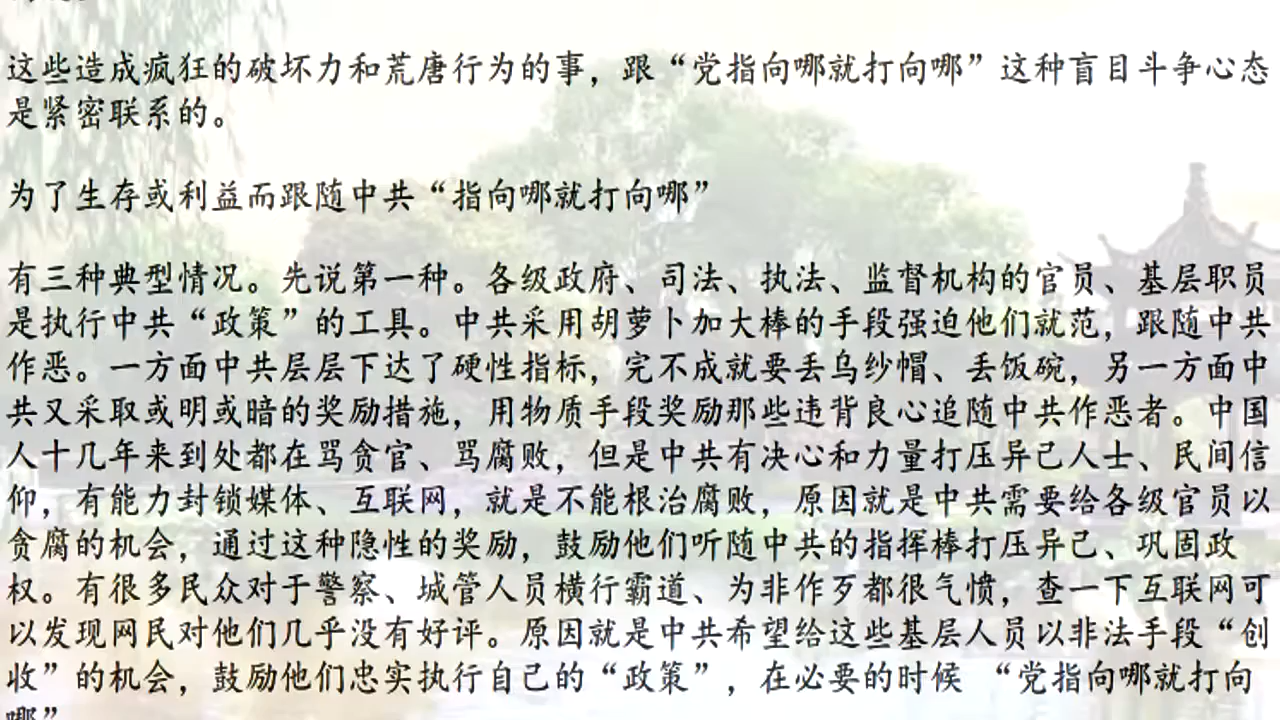 这些造成疯狂的破坏力和荒唐行为的事，跟“党指向哪就打向哪”这种盲目斗争心态
是紧密联系的。
为了生存或利益而跟随中共“指向哪就打向哪”
有三种典型情况。先说第一种。各级政府、司法、执法、监督机构的官员、基层职员
是执行中共“政策”的工具。中共采用胡萝卜加大棒的手段强迫他们就范，跟随中共
作恶。一方面中共层层下达了硬性指标，完不成就要丢乌纱帽、丢饭碗，另一方面中
共又采取或明或暗的奖励措施，用物质手段奖励那些违背良心追随中共作恶者。中国
人十几年来到处都在骂贪官、骂腐败，但是中共有决心和力量打压异己人士、民间信
仰，有能力封锁媒体、互联网，就是不能根治腐败，原因就是中共需要给各级官员以
贪腐的机会，通过这种隐性的奖励，鼓励他们听随中共的指挥棒打压异己、巩固政
权。有很多民众对于警察、城管人员横行霸道、为非作歹都很气愤，查一下互联网可
以发现网民对他们几乎没有好评。原因就是中共希望给这些基层人员以非法手段“创
收”的机会，鼓励他们忠实执行自己的“政策”，在必要的时候 “党指向哪就打向
哪”